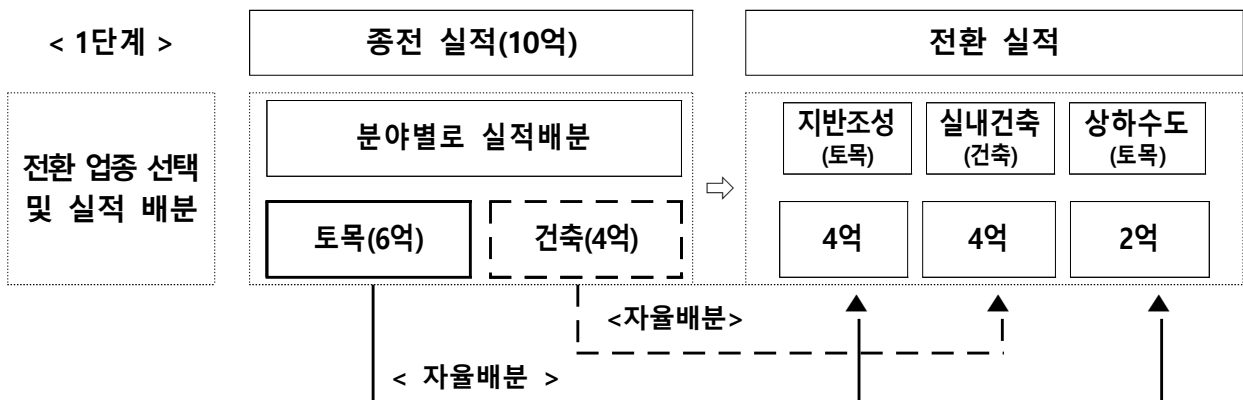 < 1단계 >
종전 실적(10억)
전환 실적
전환 업종 선택
및 실적 배분
분야별로 실적배분
토목(6억)
건축(4억)
⇨
지반조성
(토목)
실내건축
(건축)
상하수도
(토목)
4억
4억
2억
<자율배분>
< 자율배분 >